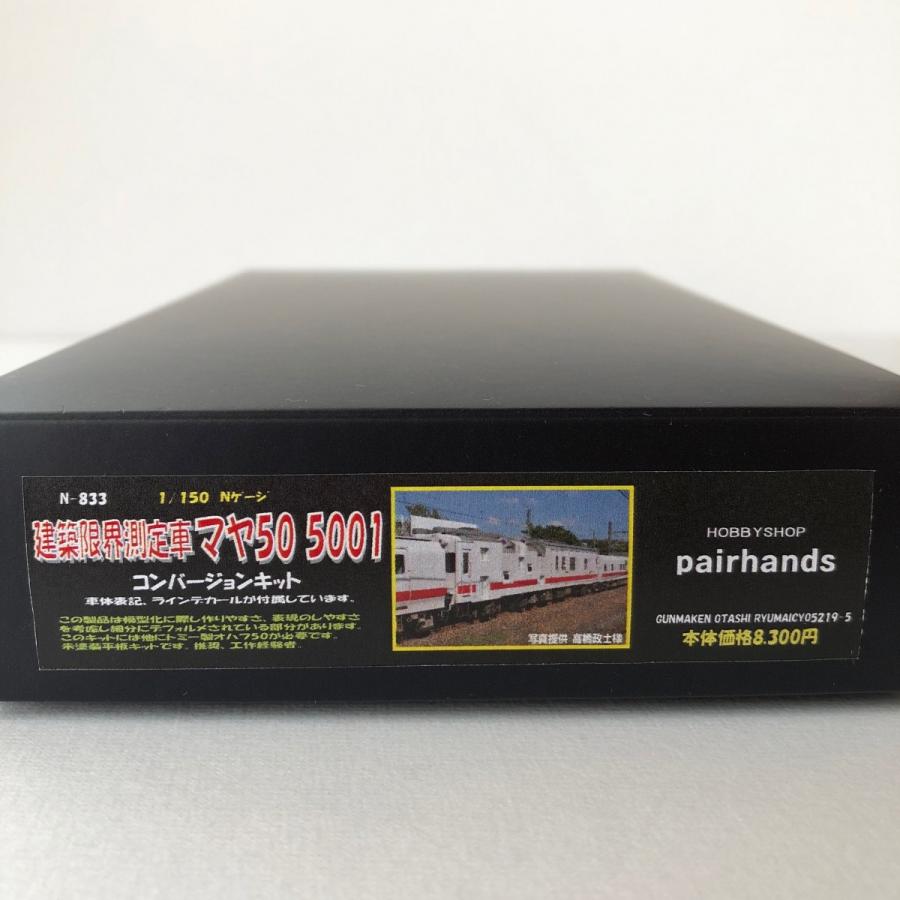 N-833 1/150 Nゲージ
建築限界測定車 マヤ50 5001
コンバージョンキット
車体表記、ラインデカールが付属しています。
この製品は模型化に際し作りやすさ、表現のしやすさ
を考慮し細分にデフォルメされている部分があります。
このキットには他にトミー製オハフ50が必要です。
未塗装半板キットです。推奨、工作経験者。
写真提供 高橋政士様
HOBBYSHOP
pairhands
GUNMAKEN OTASHI RYUMAICYO5219-5
本体価格8.300円